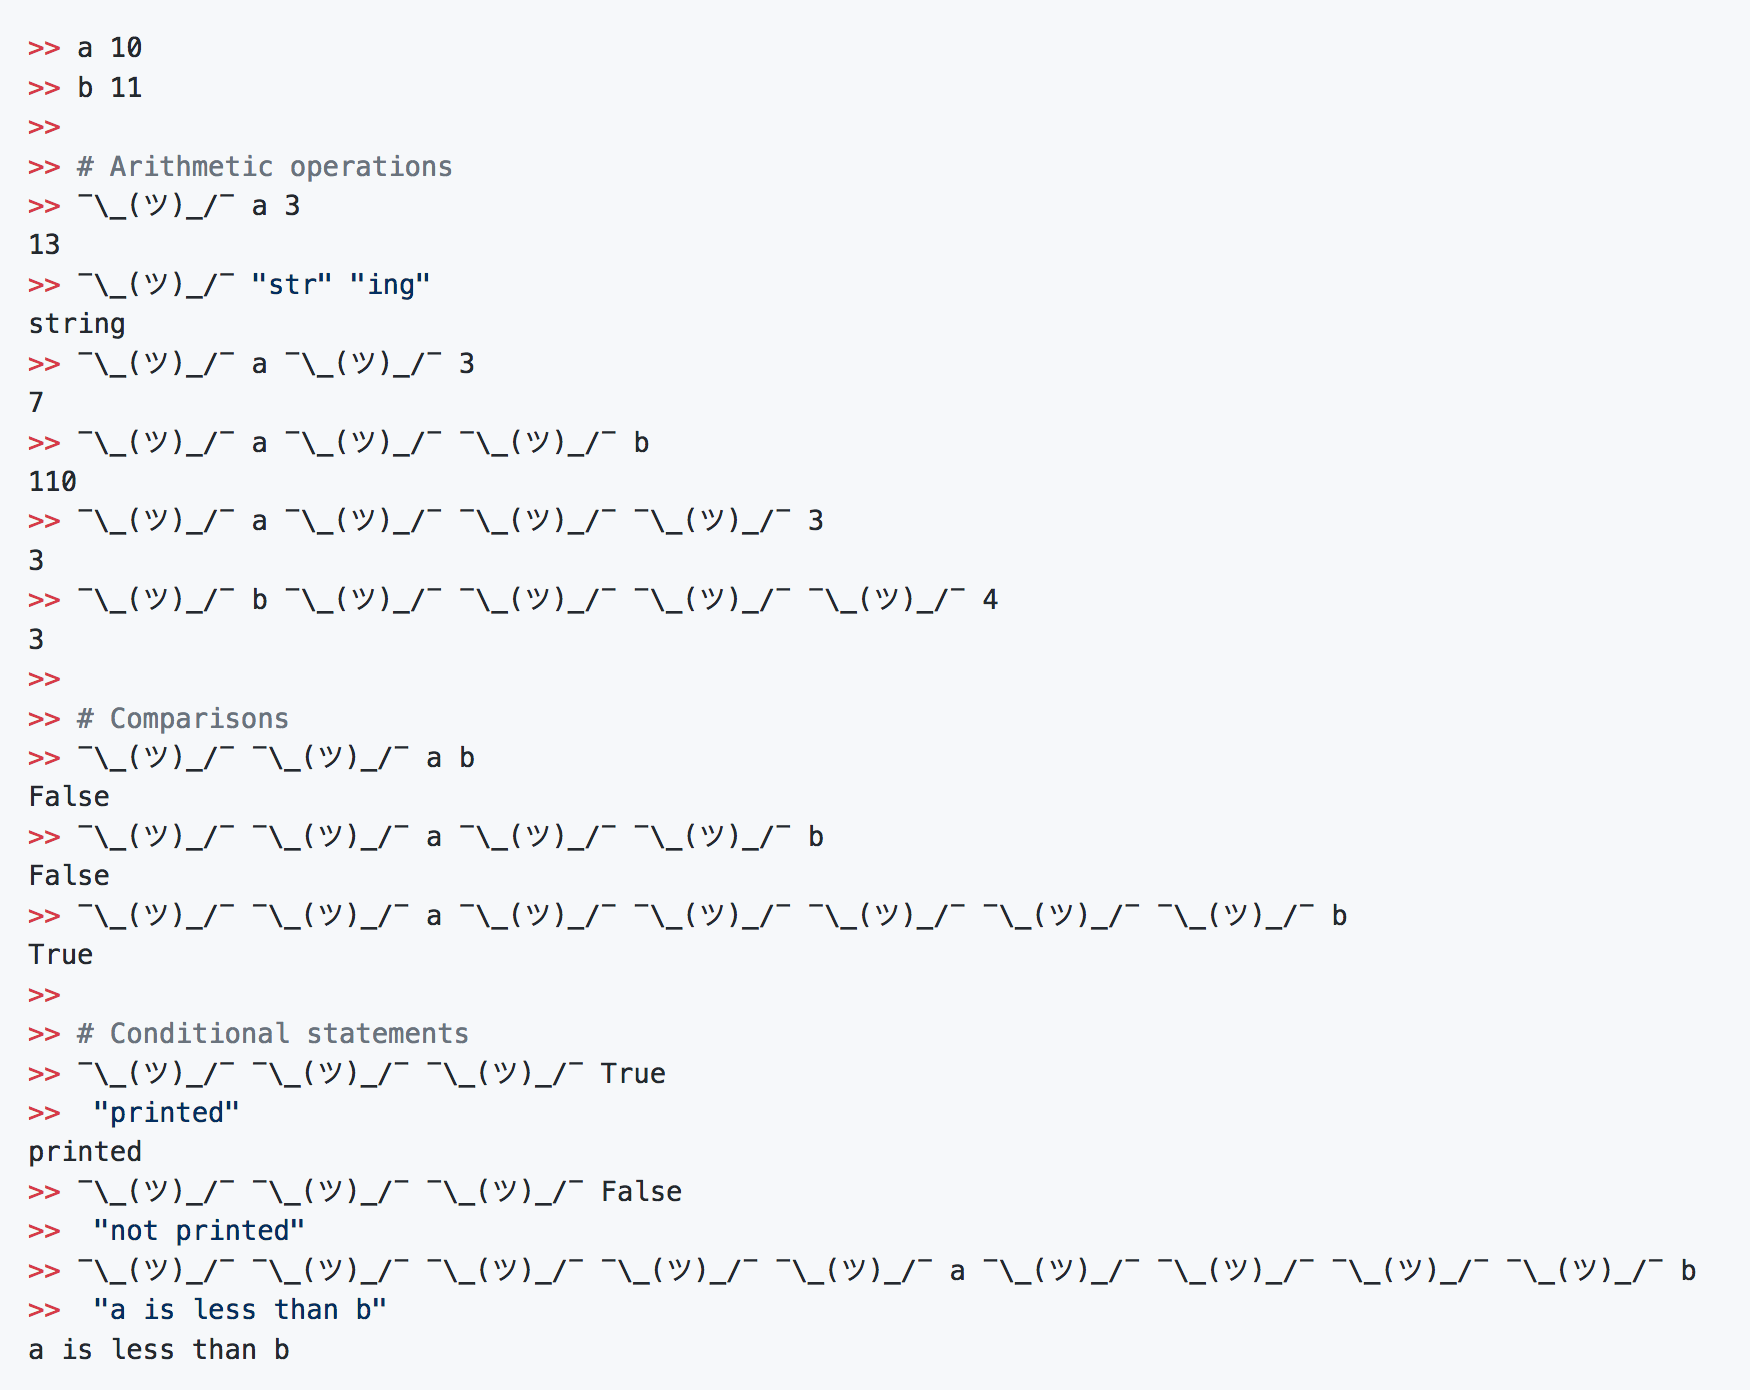 >> a 10
>> b 11
>>
>> # Arithmetic operations
>> ¯\_(ツ)_/¯ a 3
13
>> ¯\_(ツ)_/¯ "str" "ing"
string
>> ¯\_(ツ)_/¯ a ¯\_(ツ)_/¯ 3
7
>> ¯\_(ツ)_/¯ a ¯\_(ツ)_/¯ ¯\_(ツ)_/¯ b
110
>> ¯\_(ツ)_/¯ a ¯\_(ツ)_/¯ ¯\_(ツ)_/¯ ¯\_(ツ)_/¯ 3
3
>> ¯\_(ツ)_/¯ b ¯\_(ツ)_/¯ ¯\_(ツ)_/¯ ¯\_(ツ)_/¯ ¯\_(ツ)_/¯ 4
3
>>
>> # Comparisons
>> ¯\_(ツ)_/¯ ¯\_(ツ)_/¯ a b
False
>> ¯\_(ツ)_/¯ ¯\_(ツ)_/¯ a ¯\_(ツ)_/¯ ¯\_(ツ)_/¯ b
False
>> ¯\_(ツ)_/¯ ¯\_(ツ)_/¯ a ¯\_(ツ)_/¯ ¯\_(ツ)_/¯ ¯\_(ツ)_/¯ ¯\_(ツ)_/¯ ¯\_(ツ)_/¯ b
True
>>
>> # Conditional statements
>> ¯\_(ツ)_/¯ ¯\_(ツ)_/¯ ¯\_(ツ)_/¯ True
>>  "printed"
printed
>> ¯\_(ツ)_/¯ ¯\_(ツ)_/¯ ¯\_(ツ)_/¯ False
>>  "not printed"
>> ¯\_(ツ)_/¯ ¯\_(ツ)_/¯ ¯\_(ツ)_/¯ ¯\_(ツ)_/¯ ¯\_(ツ)_/¯ a ¯\_(ツ)_/¯ ¯\_(ツ)_/¯ ¯\_(ツ)_/¯ ¯\_(ツ)_/¯ b
>>  "a is less than b"
a is less than b